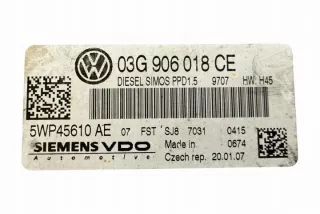 03G 906 018 CE
DIESEL SIMOS PPD1.5 9707 HW: H45
5WP45610 AE 07 FST SJ8 7031 0415
SIEMENS VDO Made in 0674
Automotive Czech rep. 20.01.07